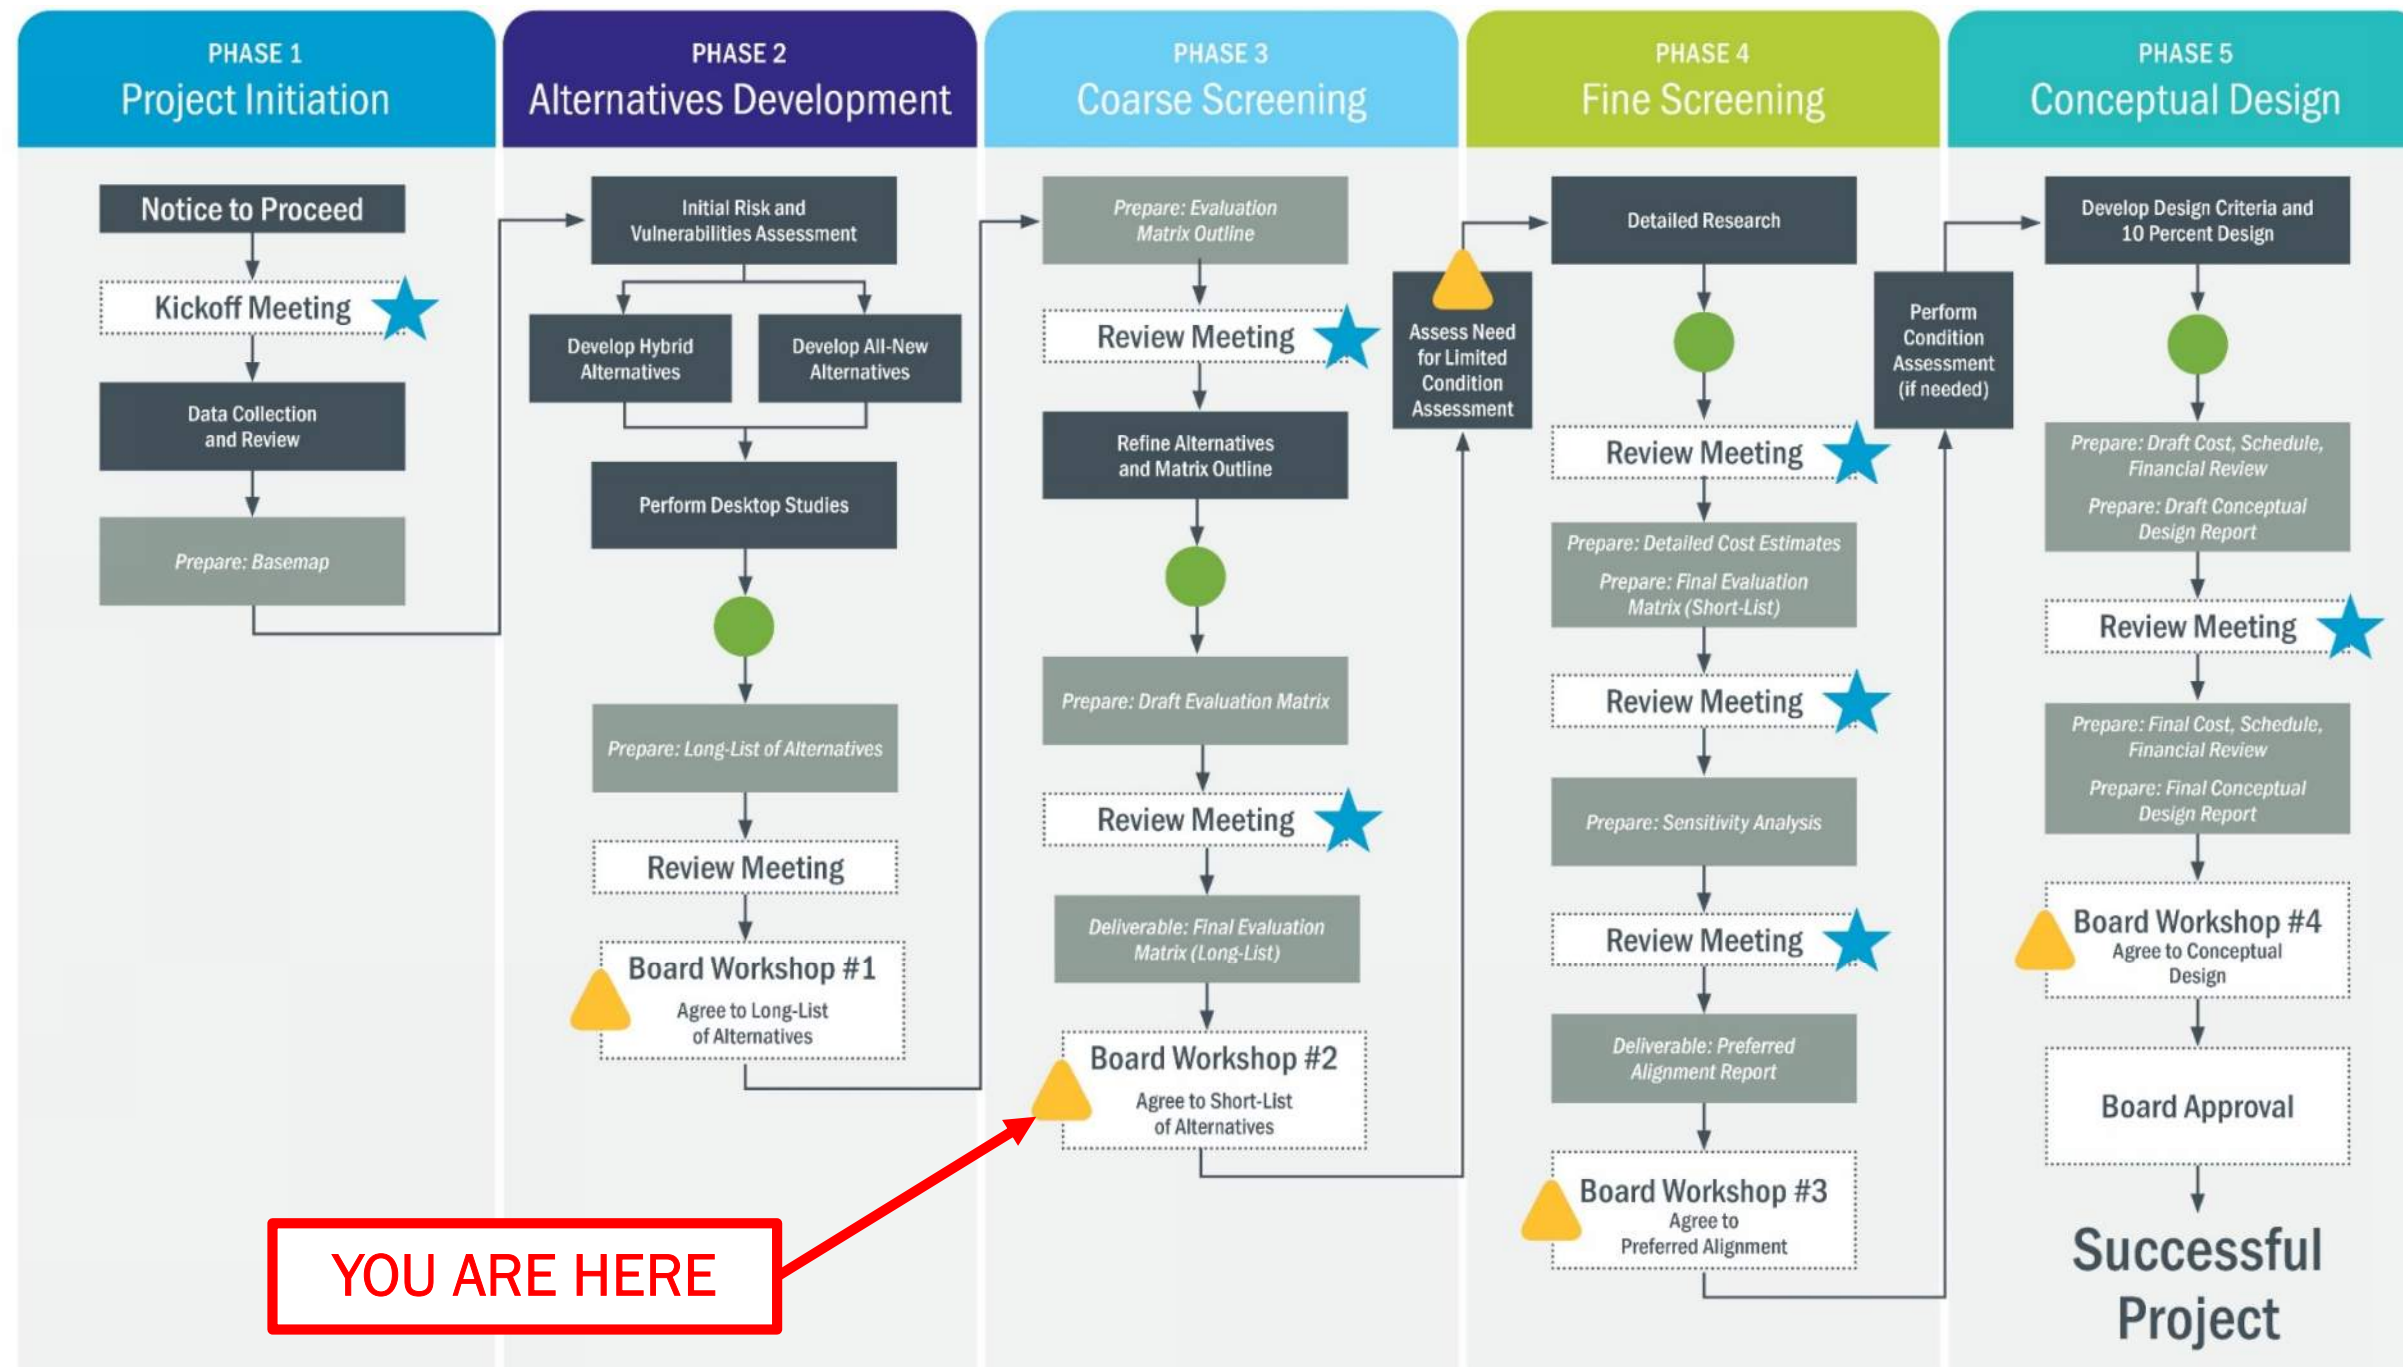 PHASE 1
Project Initiation
Notice to Proceed
Kickoff Meeting
Data Collection
and Review
Prepare: Basemap
PHASE 2
Alternatives Development
Initial Risk and
Vulnerabilities Assessment
Develop Hybrid
Alternatives
Develop All-New
Alternatives
Perform Desktop Studies
Prepare: Long-List of Alternatives
Review Meeting
Board Workshop #1
Agree to Long-List
of Alternatives
PHASE 3
Coarse Screening
Prepare: Evaluation
Matrix Outline
Review Meeting
Refine Alternatives
and Matrix Outline
Prepare: Draft Evaluation Matrix
Review Meeting
Deliverable: Final Evaluation
Matrix (Long-List)
Board Workshop #2
Agree to Short-List
of Alternatives
YOU ARE HERE
Assess Need
for Limited
Condition
Assessment
PHASE 4
Fine Screening
Detailed Research
Review Meeting
Prepare: Detailed Cost Estimates
Prepare: Final Evaluation
Matrix (Short-List)
Review Meeting
Prepare: Sensitivity Analysis
Review Meeting
Deliverable: Preferred
Alignment Report
Board Workshop #3
Agree to
Preferred Alignment
Perform
Condition
Assessment
(if needed)
PHASE 5
Conceptual Design
Develop Design Criteria and
10 Percent Design
Prepare: Draft Cost, Schedule,
Financial Review
Prepare: Draft Conceptual
Design Report
Review Meeting
Prepare: Final Cost, Schedule,
Financial Review
Prepare: Final Conceptual
Design Report
Board Workshop #4
Agree to Conceptual
Design
Board Approval
Successful
Project